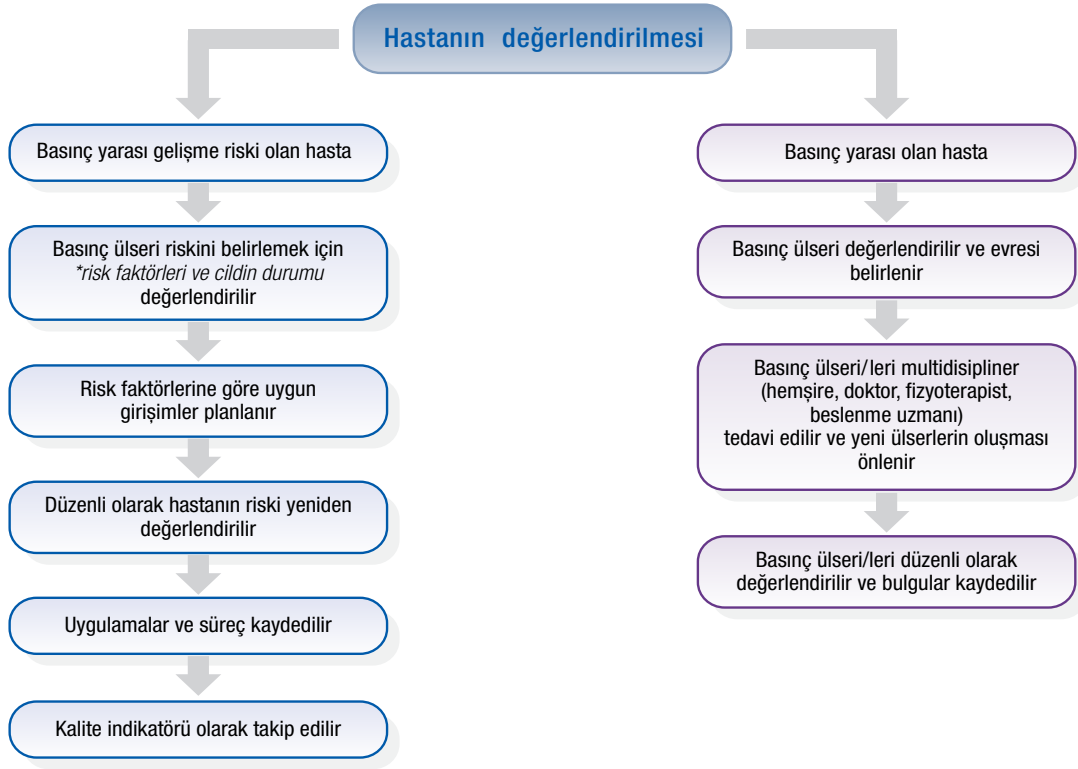 Hastanın değerlendirilmesi
Basınç yarası gelişme riski olan hasta
Basınç ülseri riskini belirlemek için
*risk faktörleri ve cildin durumu
değerlendirilir
Risk faktörlerine göre uygun
girişimler planlanır
Düzenli olarak hastanın riski yeniden
değerlendirilir
Uygulamalar ve süreç kaydedilir
Kalite indikatörü olarak takip edilir
Basınç yarası olan hasta
Basınç ülseri değerlendirilir ve evresi
belirlenir
Basınç ülseri/leri multidisipliner
(hemşire, doktor, fizyoterapist,
beslenme uzmanı)
tedavi edilir ve yeni ülserlerin oluşması
önlenir
Basınç ülseri/leri düzenli olarak
değerlendirilir ve bulgular kaydedilir